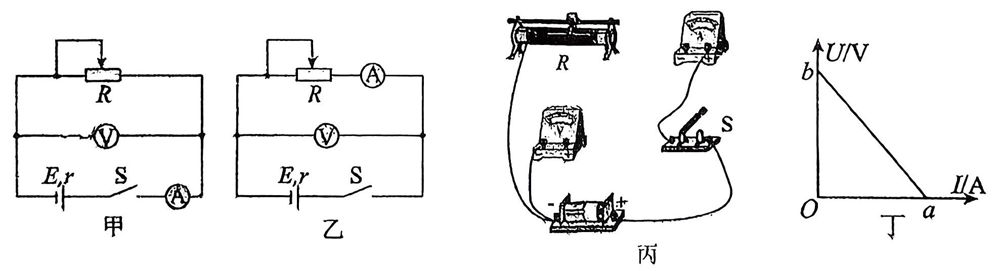 R
V
E,r
S
A
甲
R
A
V
E,r
S
乙
R
A
+
V
+
S
-
+
丙
U/V
b
O
a
I/A
丁